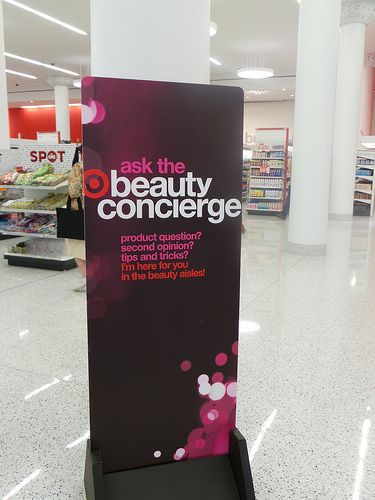 SPOT
ask the
beauty
concierge
product question?
second opinion?
tips and tricks?
I'm here for you
in the beauty aisles!